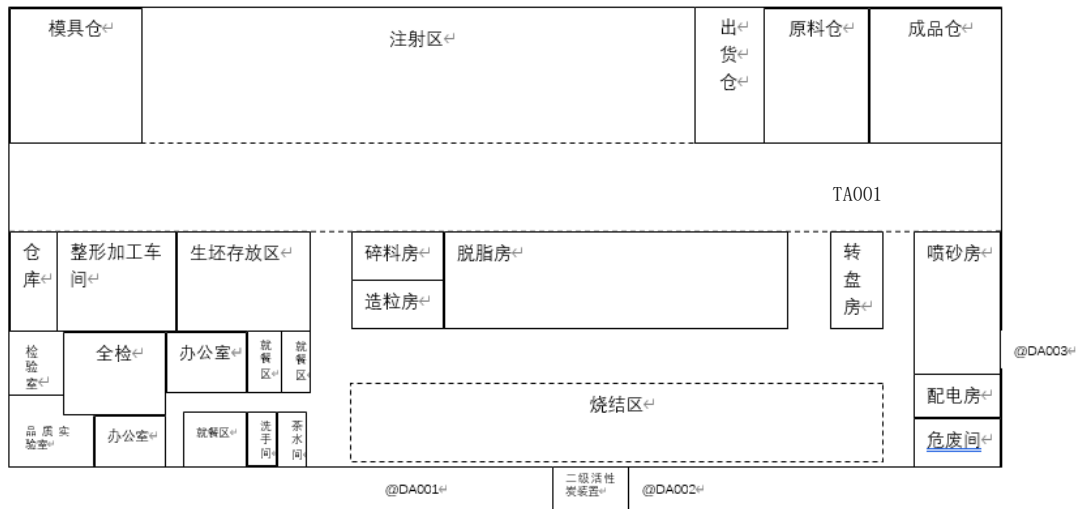 模具仓
注射区
出
货
仓
原料仓
成品仓
TA001
仓
库
整形加工车
间
生坯存放区
碎料房
造粒房
脱脂房
转
盘
房
喷砂房
检
验
室
全检
办公室
就
餐
区
就
餐
区
@DA003
烧结区
配电房
品质实
验室
办公室
就餐区
洗
手
间
茶
水
间
危废间
@DA001
二级活性
炭装置
@DA002